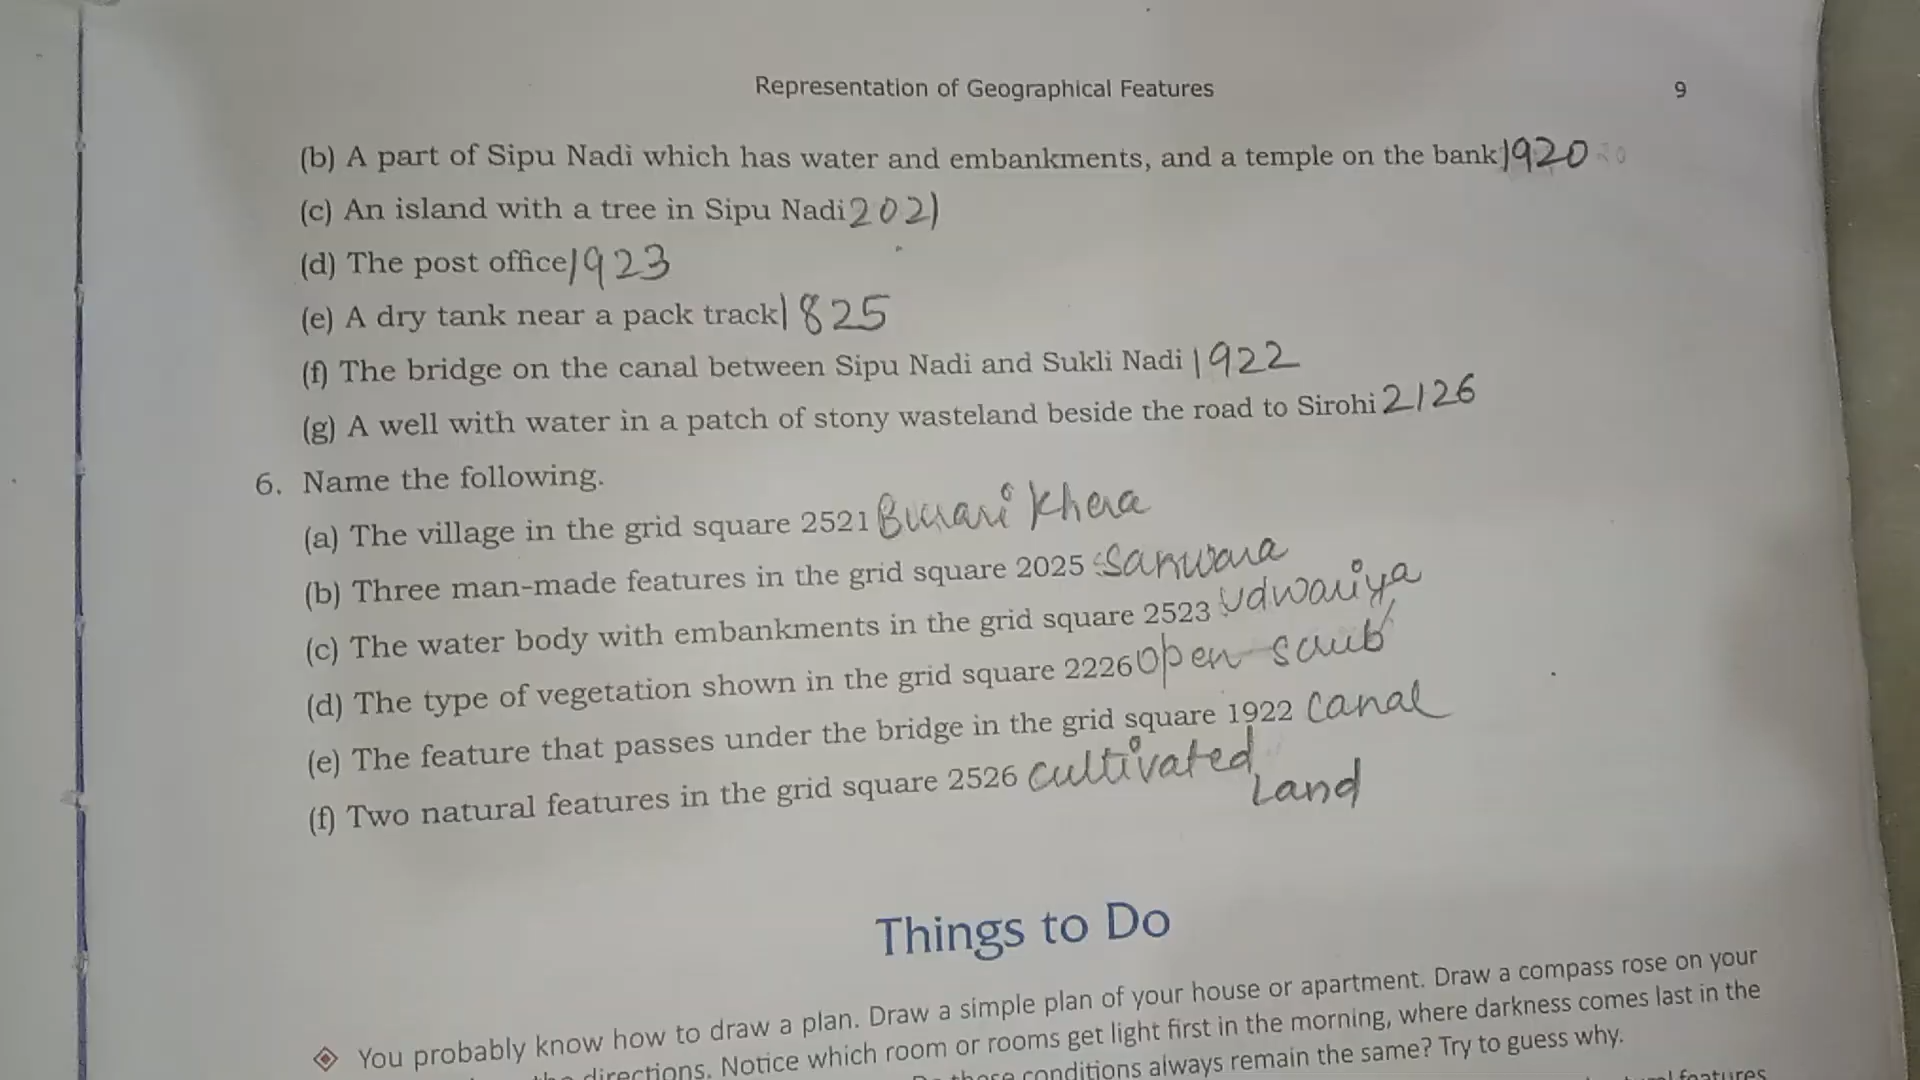 Representation of Geographical Features 9
(b) A part of Sipu Nadi which has water and embankments, and a temple on the bank 1920
(c) An island with a tree in Sipu Nadi 2021
(d) The post office 1923
(e) A dry tank near a pack track 1825
(f) The bridge on the canal between Sipu Nadi and Sukli Nadi 1922
(g) A well with water in a patch of stony wasteland beside the road to Sirohi 2126
6. Name the following.
(a) The village in the grid square 2521 Burari Khera
(b) Three man-made features in the grid square 2025 Sanwara
(c) The water body with embankments in the grid square 2523 Udwariya
(d) The type of vegetation shown in the grid square 2226 open scrub
(e) The feature that passes under the bridge in the grid square 1922 canal
(f) Two natural features in the grid square 2526 cultivated Land
Things to Do
You probably know how to draw a plan. Draw a simple plan of your house or apartment. Draw a compass rose on your
directions. Notice which room or rooms get light first in the morning, where darkness comes last in the
these conditions always remain the same? Try to guess why.
features